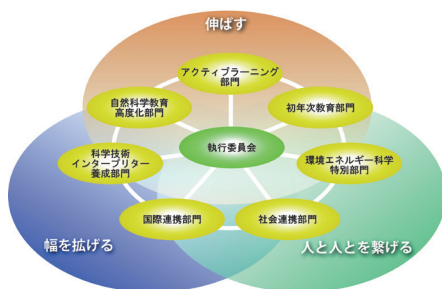 伸ばす
アクティブラーニング
部門
自然科学教育
高度化部門
初年次教育部門
執行委員会
科学技術
インタープリター
養成部門
環境エネルギー科学
特別部門
国際連携部門
社会連携部門
幅を拡げる
人と人とを繋げる